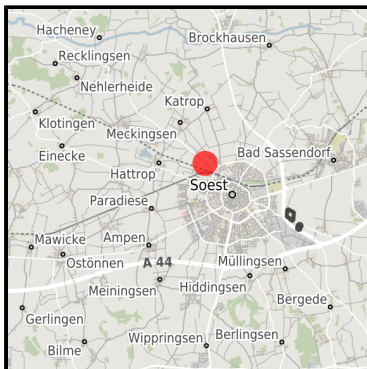 Hacheney
Brockhausen
Recklingsen
Nehlerheide
Katrop
Klotingen
Meckingsen
Einecke
Bad Sassendorf
Hattrop
Soest
Paradiese
Mawicke
Ampen
Ostönnen
A 44
Müllingsen
Meiningsen
Hiddingsen
Bergede
Gerlingen
Wippringsen
Berlingsen
Bilme